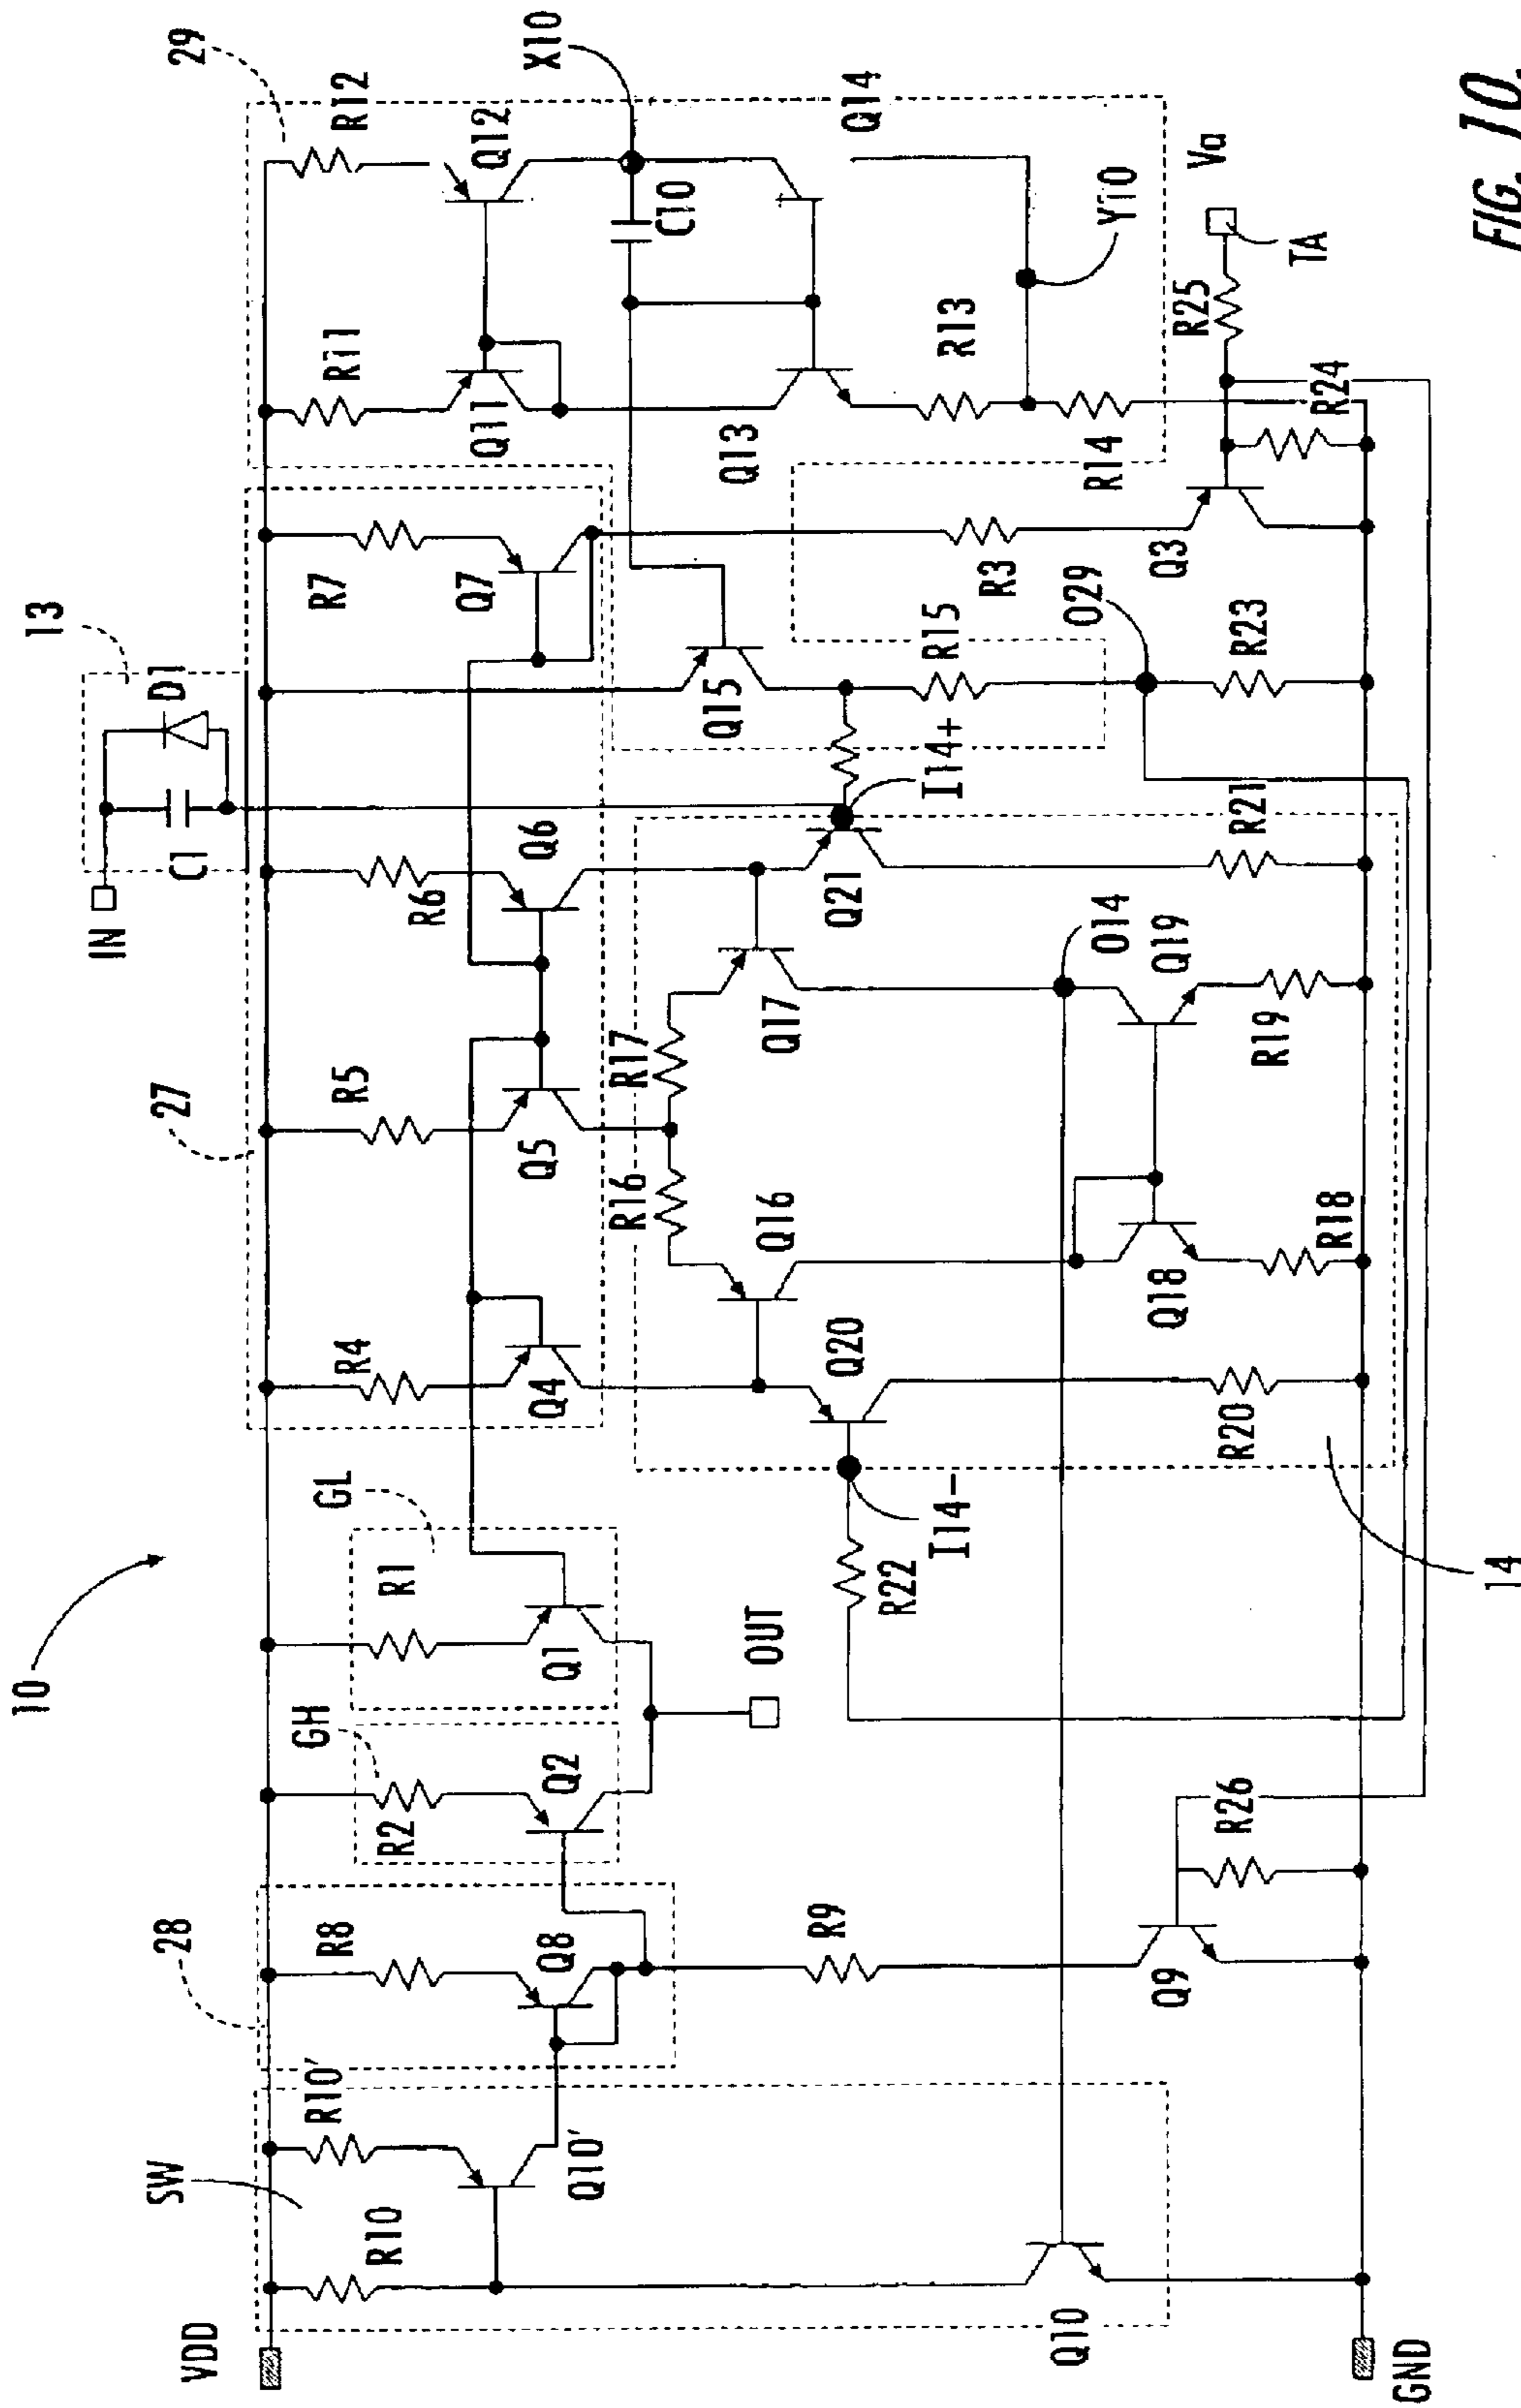 10
SW
28
GH
GL
27
13
29
VDD
R10
R10'
Q10'
R8
Q8
R2
Q2
R1
Q1
OUT
R4
Q4
R5
Q5
R6
Q6
IN
C1
D1
R7
Q7
R11
Q11
R12
Q12
X10
C10
Q13
Q14
R13
Y10
R14
Q15
R15
I14+
O29
R3
Q3
R23
R24
R25
TA
Va
R16
R17
Q16
Q17
Q20
Q21
I14-
R22
O14
Q18
Q19
R18
R19
R20
R21
R9
Q9
R26
Q10
GND
14
FIG. 10.